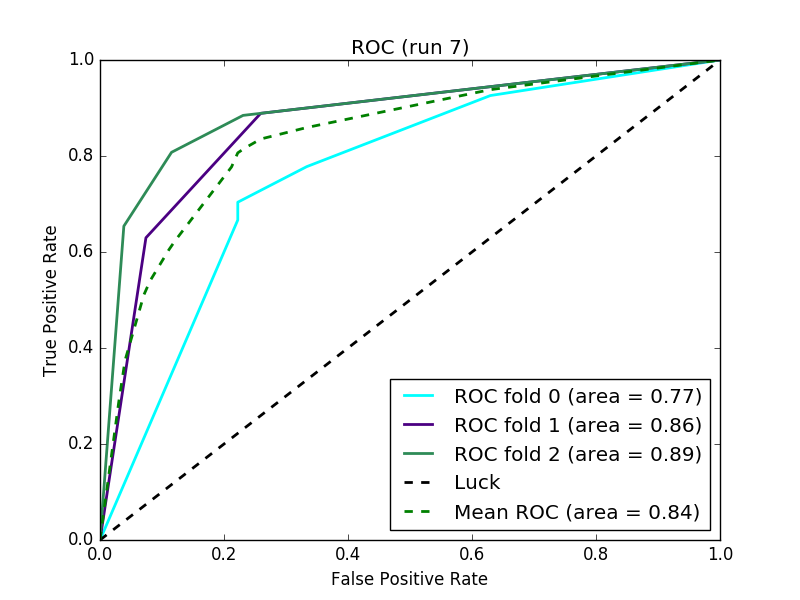 ROC (run 7)
1.0
0.8
0.6
0.4
0.2
0.0
True Positive Rate
ROC fold 0 (area = 0.77)
ROC fold 1 (area = 0.86)
ROC fold 2 (area = 0.89)
Luck
Mean ROC (area = 0.84)
0.0 0.2 0.4 0.6 0.8 1.0
False Positive Rate